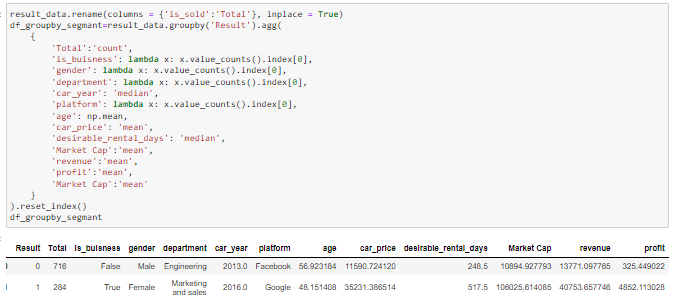 result_data.rename(columns = {'is_sold':'Total'}, inplace = True)
df_groupby_segmant=result_data.groupby('Result').agg(
{
'Total':'count',
'is_buisness': lambda x: x.value_counts().index[0],
'gender': lambda x: x.value_counts().index[0],
'department': lambda x: x.value_counts().index[0],
'car_year': 'median',
'platform': lambda x: x.value_counts().index[0],
'age': np.mean,
'car_price': 'mean',
'desirable_rental_days': 'median',
'Market Cap':'mean',
'revenue':'mean',
'profit':'mean',
'Market Cap':'mean'
}
).reset_index()
df_groupby_segmant
Result Total is_buisness gender department car_year platform age car_price desirable_rental_days Market Cap revenue profit
0 716 False Male Engineering 2013.0 Facebook 56.923184 11590.724120 248.5 10894.927793 13771.097765 325.449022
1 284 True Female Marketing and sales 2016.0 Google 48.151408 35231.386514 517.5 106025.614085 40753.657746 4852.113028